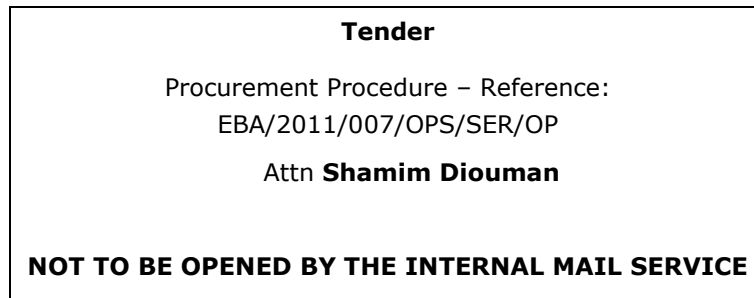 Tender
Procurement Procedure – Reference:
EBA/2011/007/OPS/SER/OP
Attn Shamim Diouman
NOT TO BE OPENED BY THE INTERNAL MAIL SERVICE